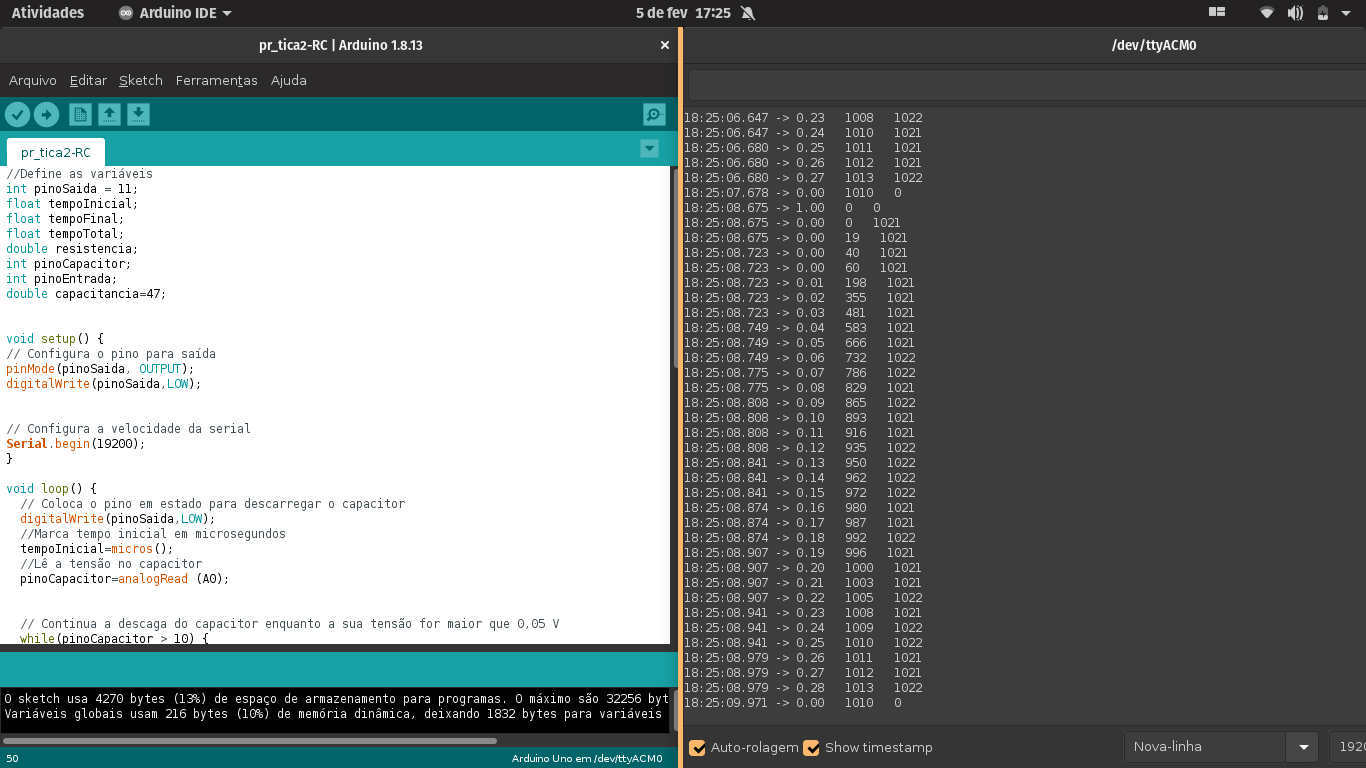 Atividades Arduino IDE 5 de fev 17:25
pr_tica2-RC | Arduino 1.8.13 ×
Arquivo Editar Sketch Ferramentas Ajuda
pr_tica2-RC
//Define as variáveis
int pinoSaida = 11;
float tempoInicial;
float tempoFinal;
float tempoTotal;
double resistencia;
int pinoCapacitor;
int pinoEntrada;
double capacitancia=47;
void setup() {
// Configura o pino para saída
pinMode(pinoSaida, OUTPUT);
digitalWrite(pinoSaida,LOW);
// Configura a velocidade da serial
Serial.begin(19200);
}
void loop() {
// Coloca o pino em estado para descarregar o capacitor
digitalWrite(pinoSaida,LOW);
//Marca tempo inicial em microsegundos
tempoInicial=micros();
//Lê a tensão no capacitor
pinoCapacitor=analogRead (A0);
// Continua a descaga do capacitor enquanto a sua tensão for maior que 0,05 V
while(pinoCapacitor > 10) {
O sketch usa 4270 bytes (13%) de espaço de armazenamento para programas. O máximo são 32256 byt
Variáveis globais usam 216 bytes (10%) de memória dinâmica, deixando 1832 bytes para variáveis
50 Arduino Uno em /dev/ttyACM0
/dev/ttyACM0
18:25:06.647 -> 0.23 1008 1022
18:25:06.647 -> 0.24 1010 1021
18:25:06.680 -> 0.25 1011 1021
18:25:06.680 -> 0.26 1012 1021
18:25:06.680 -> 0.27 1013 1022
18:25:07.678 -> 0.00 1010 0
18:25:08.675 -> 1.00 0 0
18:25:08.675 -> 0.00 0 1021
18:25:08.675 -> 0.00 19 1021
18:25:08.723 -> 0.00 40 1021
18:25:08.723 -> 0.00 60 1021
18:25:08.723 -> 0.01 198 1021
18:25:08.723 -> 0.02 355 1021
18:25:08.723 -> 0.03 481 1021
18:25:08.749 -> 0.04 583 1021
18:25:08.749 -> 0.05 666 1021
18:25:08.749 -> 0.06 732 1022
18:25:08.775 -> 0.07 786 1022
18:25:08.775 -> 0.08 829 1021
18:25:08.808 -> 0.09 865 1022
18:25:08.808 -> 0.10 893 1021
18:25:08.808 -> 0.11 916 1021
18:25:08.808 -> 0.12 935 1022
18:25:08.841 -> 0.13 950 1022
18:25:08.841 -> 0.14 962 1022
18:25:08.841 -> 0.15 972 1022
18:25:08.874 -> 0.16 980 1021
18:25:08.874 -> 0.17 987 1021
18:25:08.874 -> 0.18 992 1022
18:25:08.907 -> 0.19 996 1021
18:25:08.907 -> 0.20 1000 1021
18:25:08.907 -> 0.21 1003 1021
18:25:08.907 -> 0.22 1005 1022
18:25:08.941 -> 0.23 1008 1021
18:25:08.941 -> 0.24 1009 1022
18:25:08.941 -> 0.25 1010 1022
18:25:08.979 -> 0.26 1011 1021
18:25:08.979 -> 0.27 1012 1021
18:25:08.979 -> 0.28 1013 1022
18:25:09.971 -> 0.00 1010 0
Auto-rolagem Show timestamp Nova-linha 192